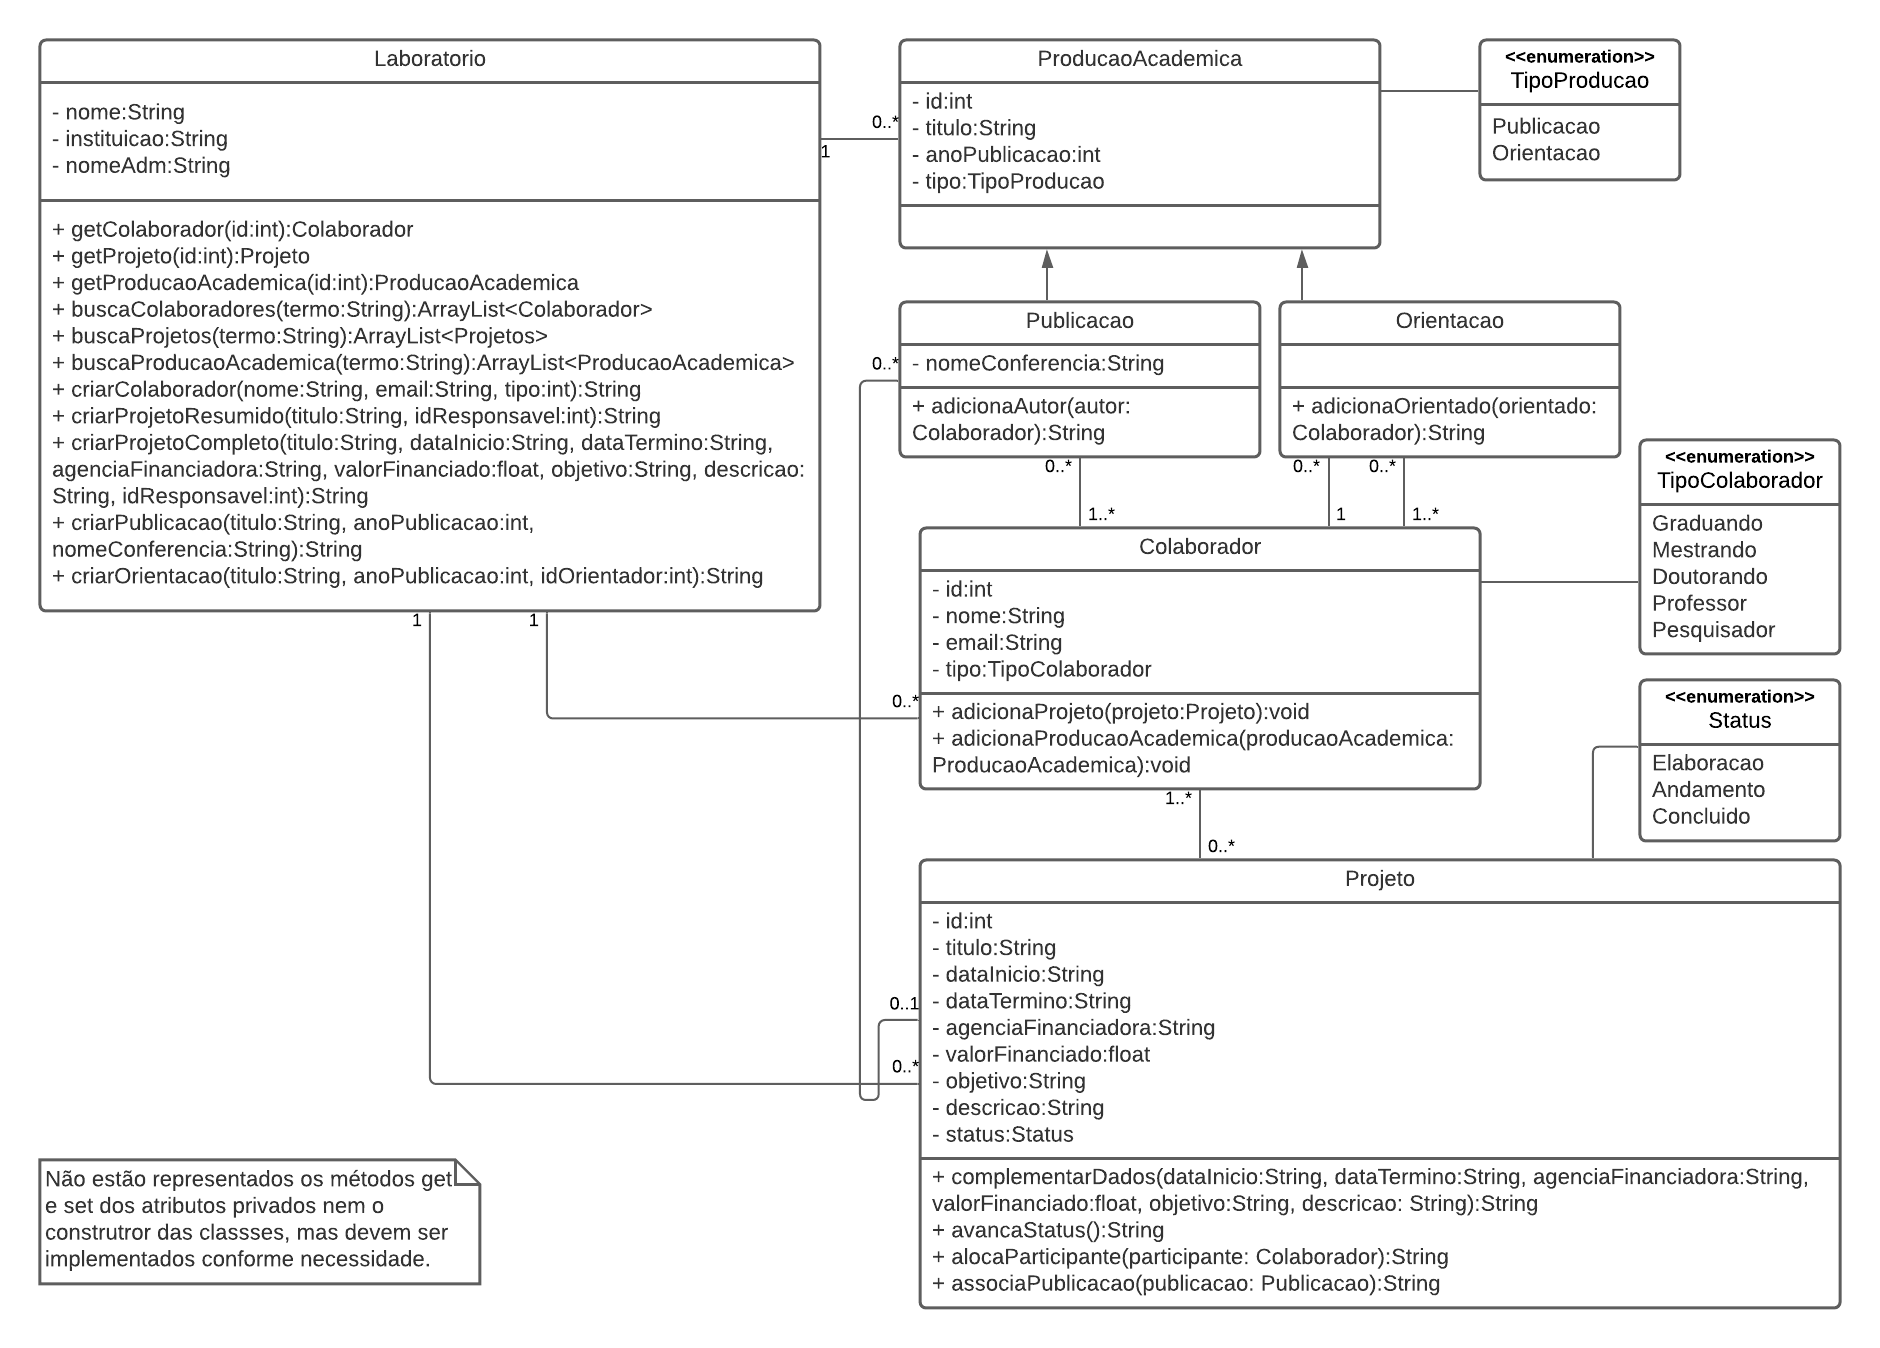 Laboratorio
- nome:String
- instituicao:String
- nomeAdm:String
+ getColaborador(id:int):Colaborador
+ getProjeto(id:int):Projeto
+ getProducaoAcademica(id:int):ProducaoAcademica
+ buscaColaboradores(termo:String):ArrayList<Colaborador>
+ buscaProjetos(termo:String):ArrayList<Projetos>
+ buscaProducaoAcademica(termo:String):ArrayList<ProducaoAcademica>
+ criarColaborador(nome:String, email:String, tipo:int):String
+ criarProjetoResumido(titulo:String, idResponsavel:int):String
+ criarProjetoCompleto(titulo:String, dataInicio:String, dataTermino:String,
agenciaFinanciadora:String, valorFinanciado:float, objetivo:String, descricao:
String, idResponsavel:int):String
+ criarPublicacao(titulo:String, anoPublicacao:int,
nomeConferencia:String):String
+ criarOrientacao(titulo:String, anoPublicacao:int, idOrientador:int):String
1
1
1
0..*
ProducaoAcademica
- id:int
- titulo:String
- anoPublicacao:int
- tipo:TipoProducao
<<enumeration>>
TipoProducao
Publicacao
Orientacao
Publicacao
0..*
- nomeConferencia:String
+ adicionaAutor(autor:
Colaborador):String
0..*
1..*
Orientacao
+ adicionaOrientado(orientado:
Colaborador):String
0..*
0..*
1
1..*
<<enumeration>>
TipoColaborador
Graduando
Mestrando
Doutorando
Professor
Pesquisador
Colaborador
- id:int
- nome:String
- email:String
- tipo:TipoColaborador
0..*
+ adicionaProjeto(projeto:Projeto):void
+ adicionaProducaoAcademica(producaoAcademica:
ProducaoAcademica):void
1..*
0..*
<<enumeration>>
Status
Elaboracao
Andamento
Concluido
Projeto
- id:int
- titulo:String
- dataInicio:String
- dataTermino:String
- agenciaFinanciadora:String
- valorFinanciado:float
- objetivo:String
- descricao:String
- status:Status
0..1
0..*
+ complementarDados(dataInicio:String, dataTermino:String, agenciaFinanciadora:String,
valorFinanciado:float, objetivo:String, descricao: String):String
+ avancaStatus():String
+ alocaParticipante(participante: Colaborador):String
+ associaPublicacao(publicacao: Publicacao):String
Não estão representados os métodos get
e set dos atributos privados nem o
construtror das classses, mas devem ser
implementados conforme necessidade.